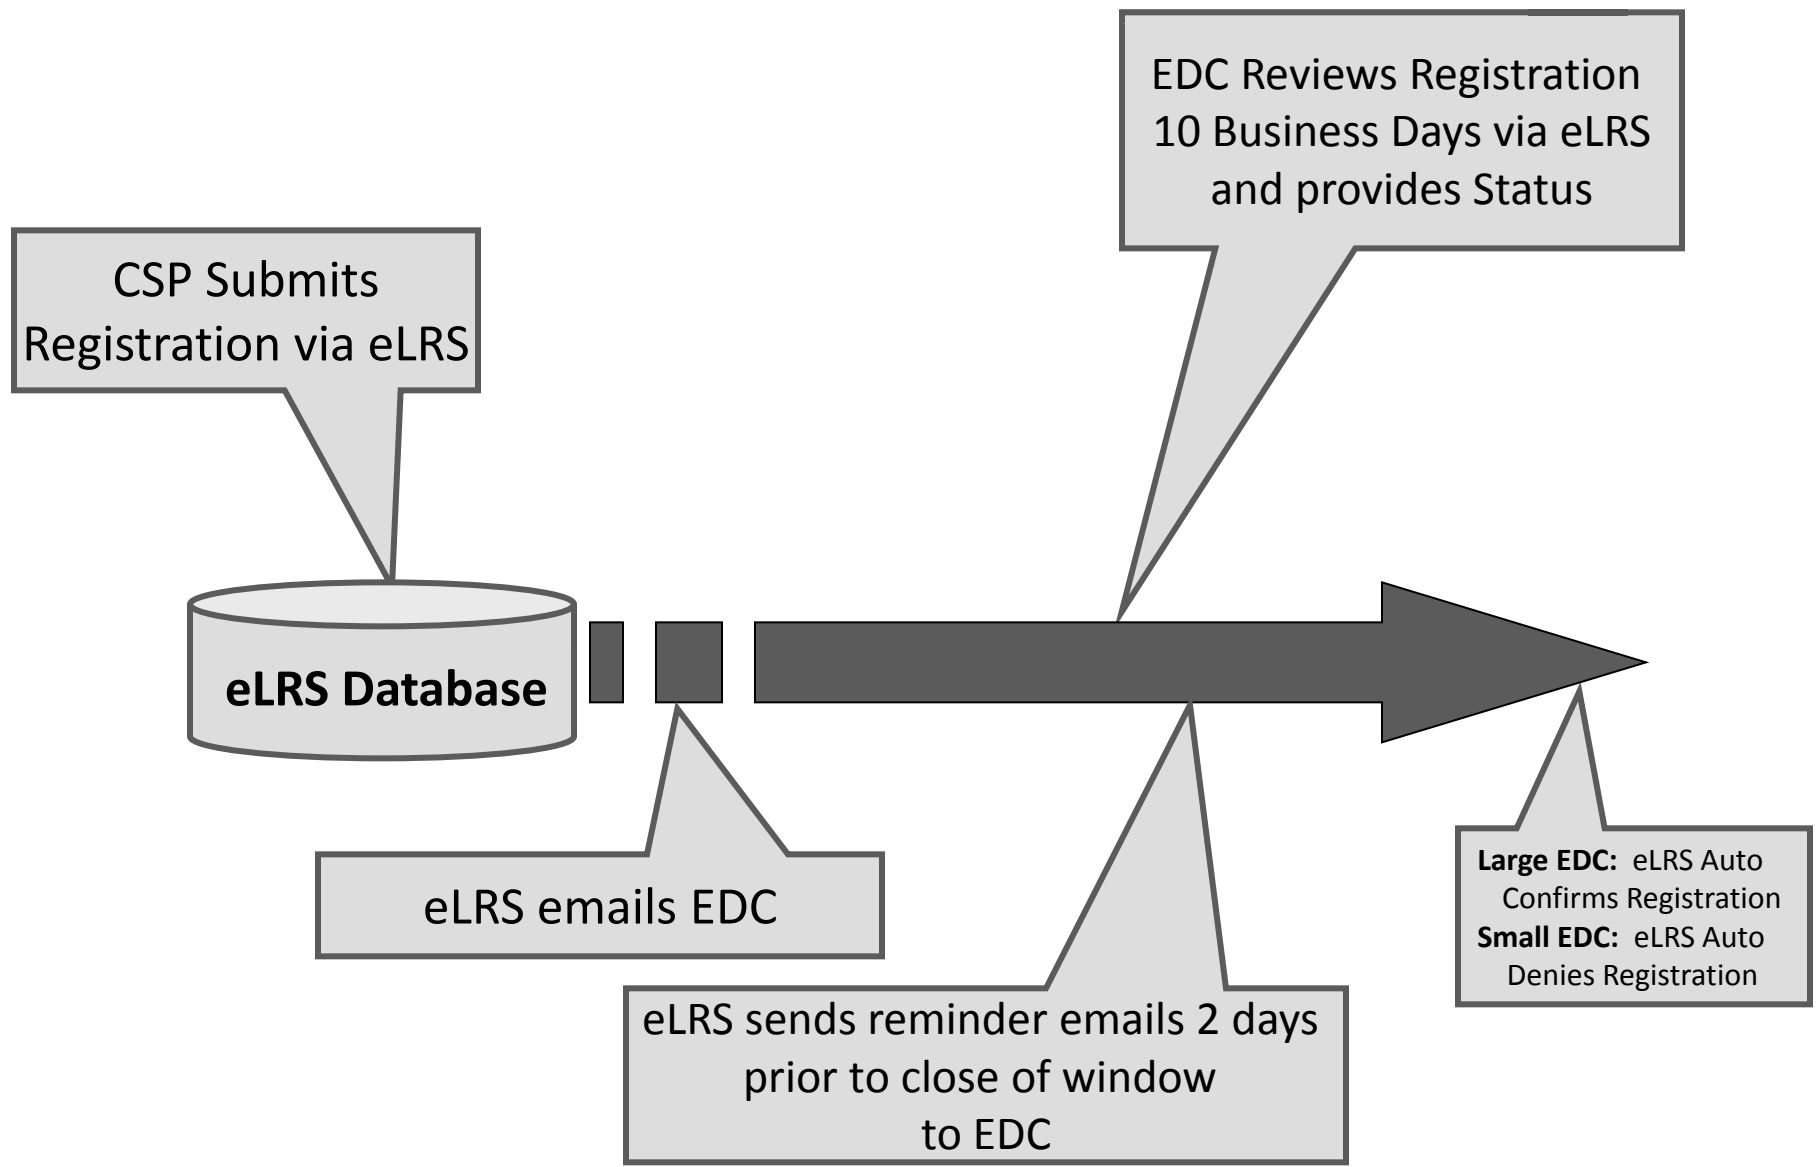 EDC Reviews Registration
10 Business Days via eLRS
and provides Status
CSP Submits
Registration via eLRS
eLRS Database
eLRS emails EDC
eLRS sends reminder emails 2 days
prior to close of window
to EDC
Large EDC: eLRS Auto
Confirms Registration
Small EDC: eLRS Auto
Denies Registration